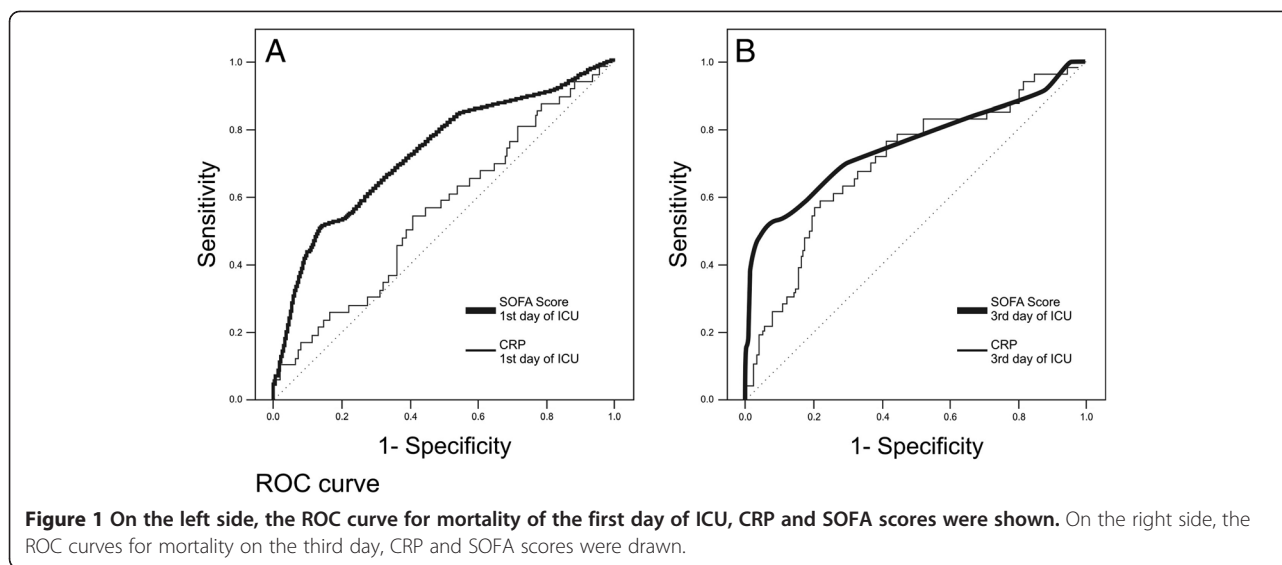 A
1.0
0.8
0.6
0.4
0.2
0.0
Sensitivity
SOFA Score
1st day of ICU
CRP
1st day of ICU
0.0 0.2 0.4 0.6 0.8 1.0
1- Specificity
B
1.0
0.8
0.6
0.4
0.2
0.0
Sensitivity
SOFA Score
3rd day of ICU
CRP
3rd day of ICU
0.0 0.2 0.4 0.6 0.8 1.0
1- Specificity
ROC curve
Figure 1 On the left side, the ROC curve for mortality of the first day of ICU, CRP and SOFA scores were shown. On the right side, the
ROC curves for mortality on the third day, CRP and SOFA scores were drawn.